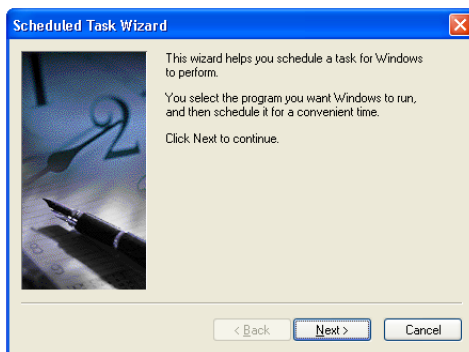 Scheduled Task Wizard
This wizard helps you schedule a task for Windows
to perform.
You select the program you want Windows to run,
and then schedule it for a convenient time.
Click Next to continue.
< Back
Next >
Cancel